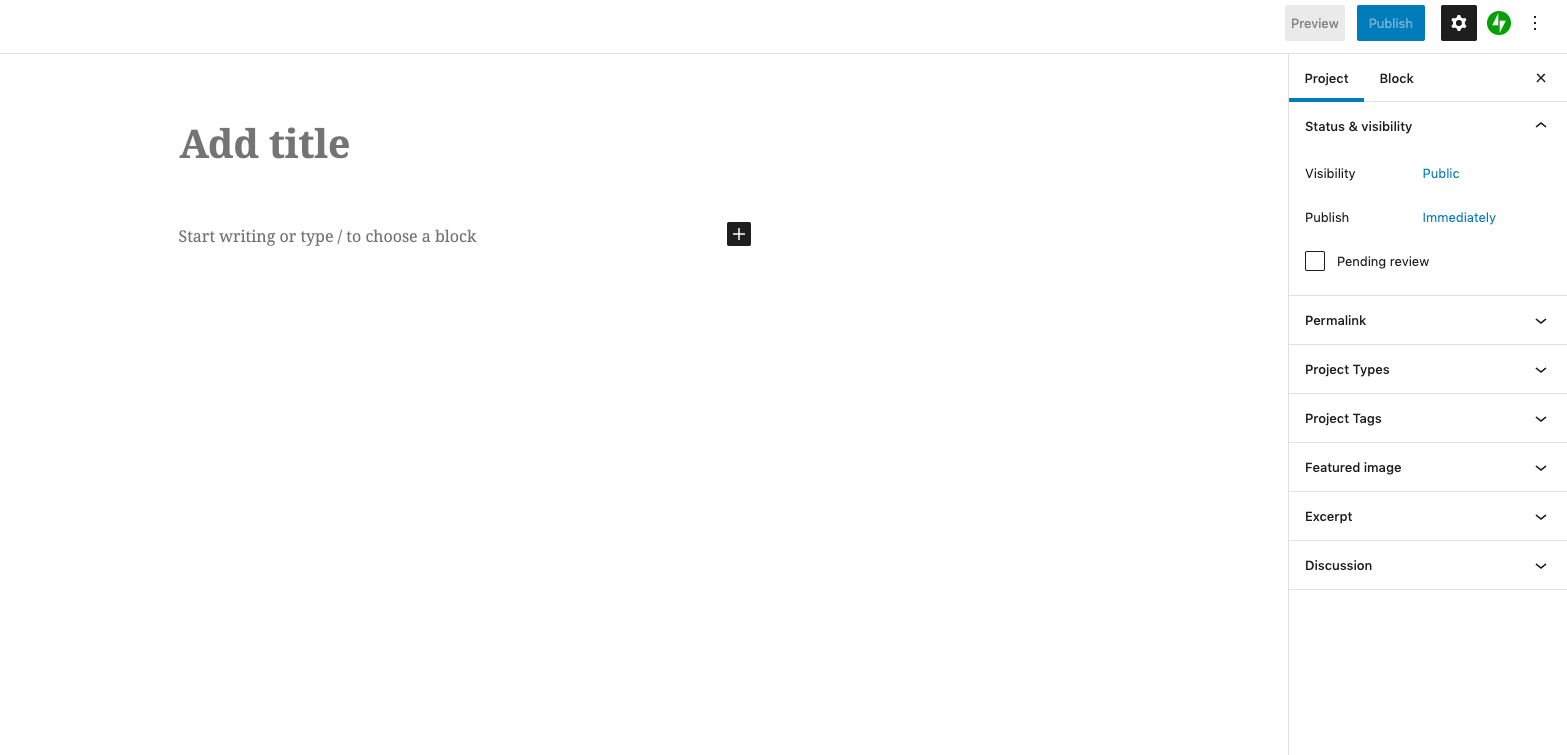 Preview Publish
Project Block
Add title
Status & visibility
Visibility Public
Publish Immediately
Start writing or type / to choose a block
Pending review
Permalink
Project Types
Project Tags
Featured image
Excerpt
Discussion